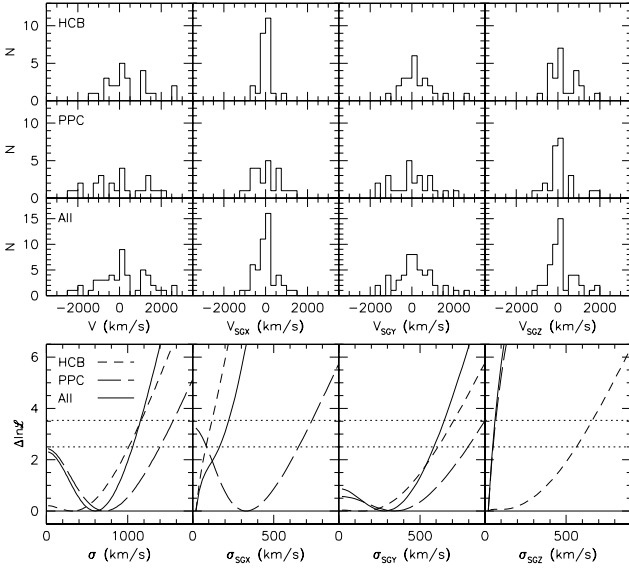 10
5
0
N
HCB
10
5
0
N
PPC
15
10
5
0
N
All
−2000 0 2000
−2000 0 2000
−2000 0 2000
−2000 0 2000
V (km/s)
V_SGX (km/s)
V_SGY (km/s)
V_SGZ (km/s)
6
4
2
0
Δlnℒ
HCB
PPC
All
0 1000
0 500
0 500
0 500
σ (km/s)
σ_SGX (km/s)
σ_SGY (km/s)
σ_SGZ (km/s)